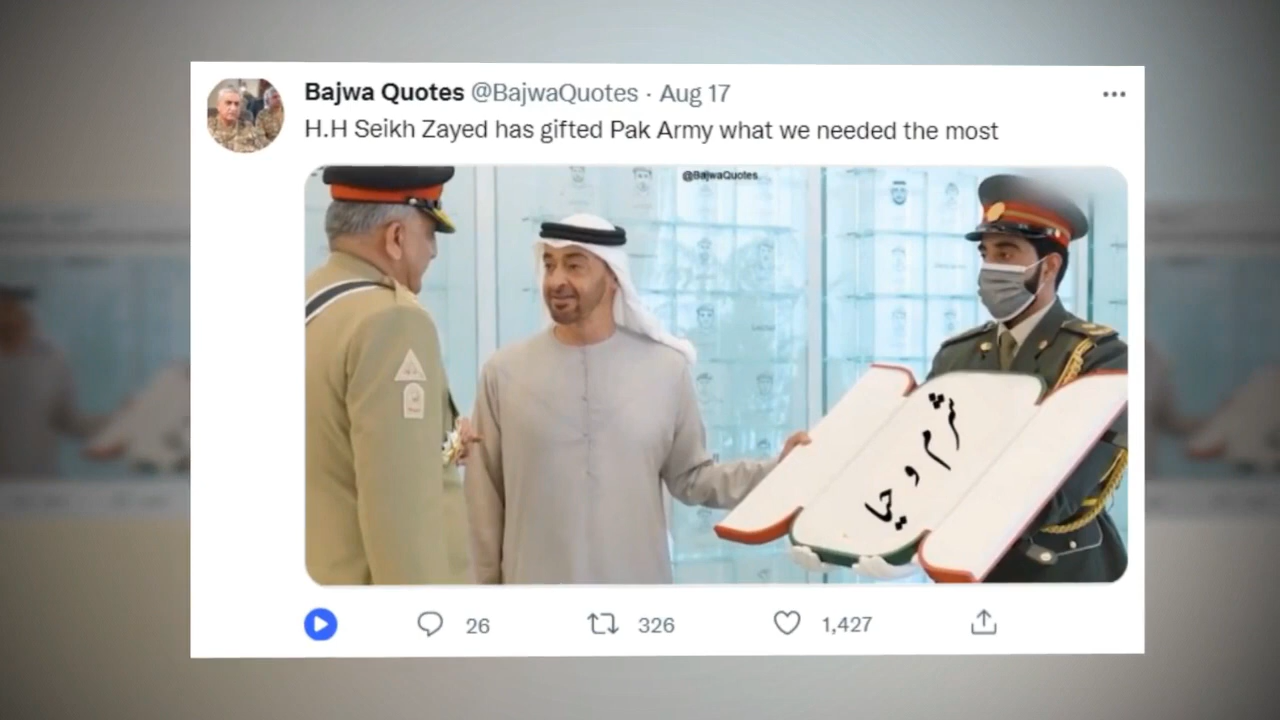 Bajwa Quotes @BajwaQuotes · Aug 17
H.H Seikh Zayed has gifted Pak Army what we needed the most
@BajwaQuotes
شرم و حیا
26
326
1,427